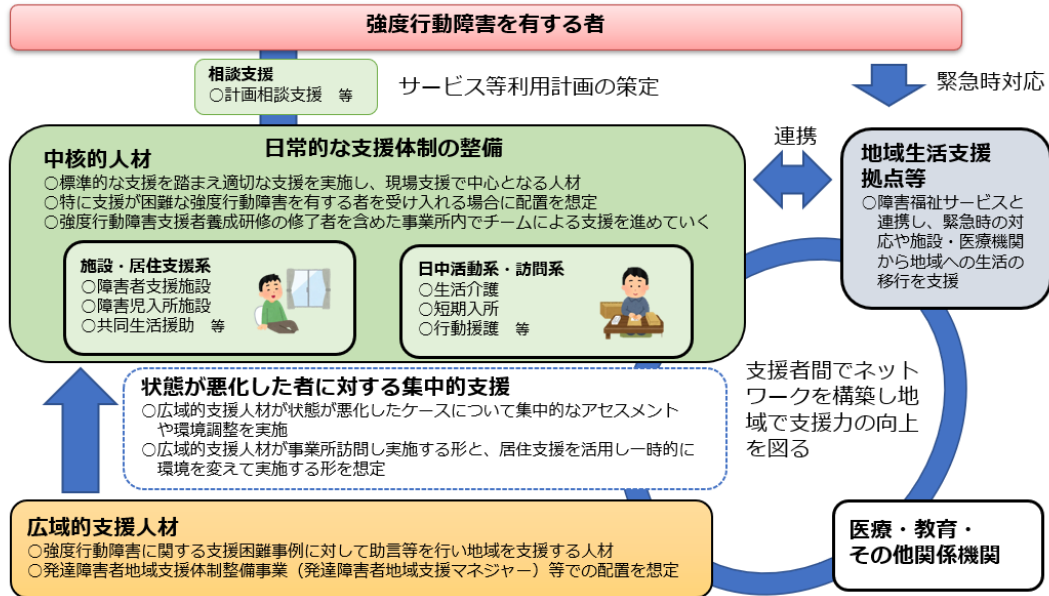 強度行動障害を有する者
相談支援
○計画相談支援　等
サービス等利用計画の策定
緊急時対応
日常的な支援体制の整備
中核的人材
○標準的な支援を踏まえ適切な支援を実施し、現場支援で中心となる人材
○特に支援が困難な強度行動障害を有する者を受け入れる場合に配置を想定
○強度行動障害支援者養成研修の修了者を含めた事業所内でチームによる支援を進めていく
施設・居住支援系
○障害者支援施設
○障害児入所施設
○共同生活援助　等
日中活動系・訪問系
○生活介護
○短期入所
○行動援護　等
連携
地域生活支援
拠点等
○障害福祉サービスと
連携し、緊急時の対
応や施設・医療機関
から地域への生活の
移行を支援
状態が悪化した者に対する集中的支援
○広域的支援人材が状態が悪化したケースについて集中的なアセスメント
や環境調整を実施
○広域的支援人材が事業所訪問し実施する形と、居住支援を活用し一時的に
環境を変えて実施する形を想定
支援者間でネット
ワークを構築し地
域で支援力の向上
を図る
広域的支援人材
○強度行動障害に関する支援困難事例に対して助言等を行い地域を支援する人材
○発達障害者地域支援体制整備事業（発達障害者地域支援マネジャー）等での配置を想定
医療・教育・
その他関係機関